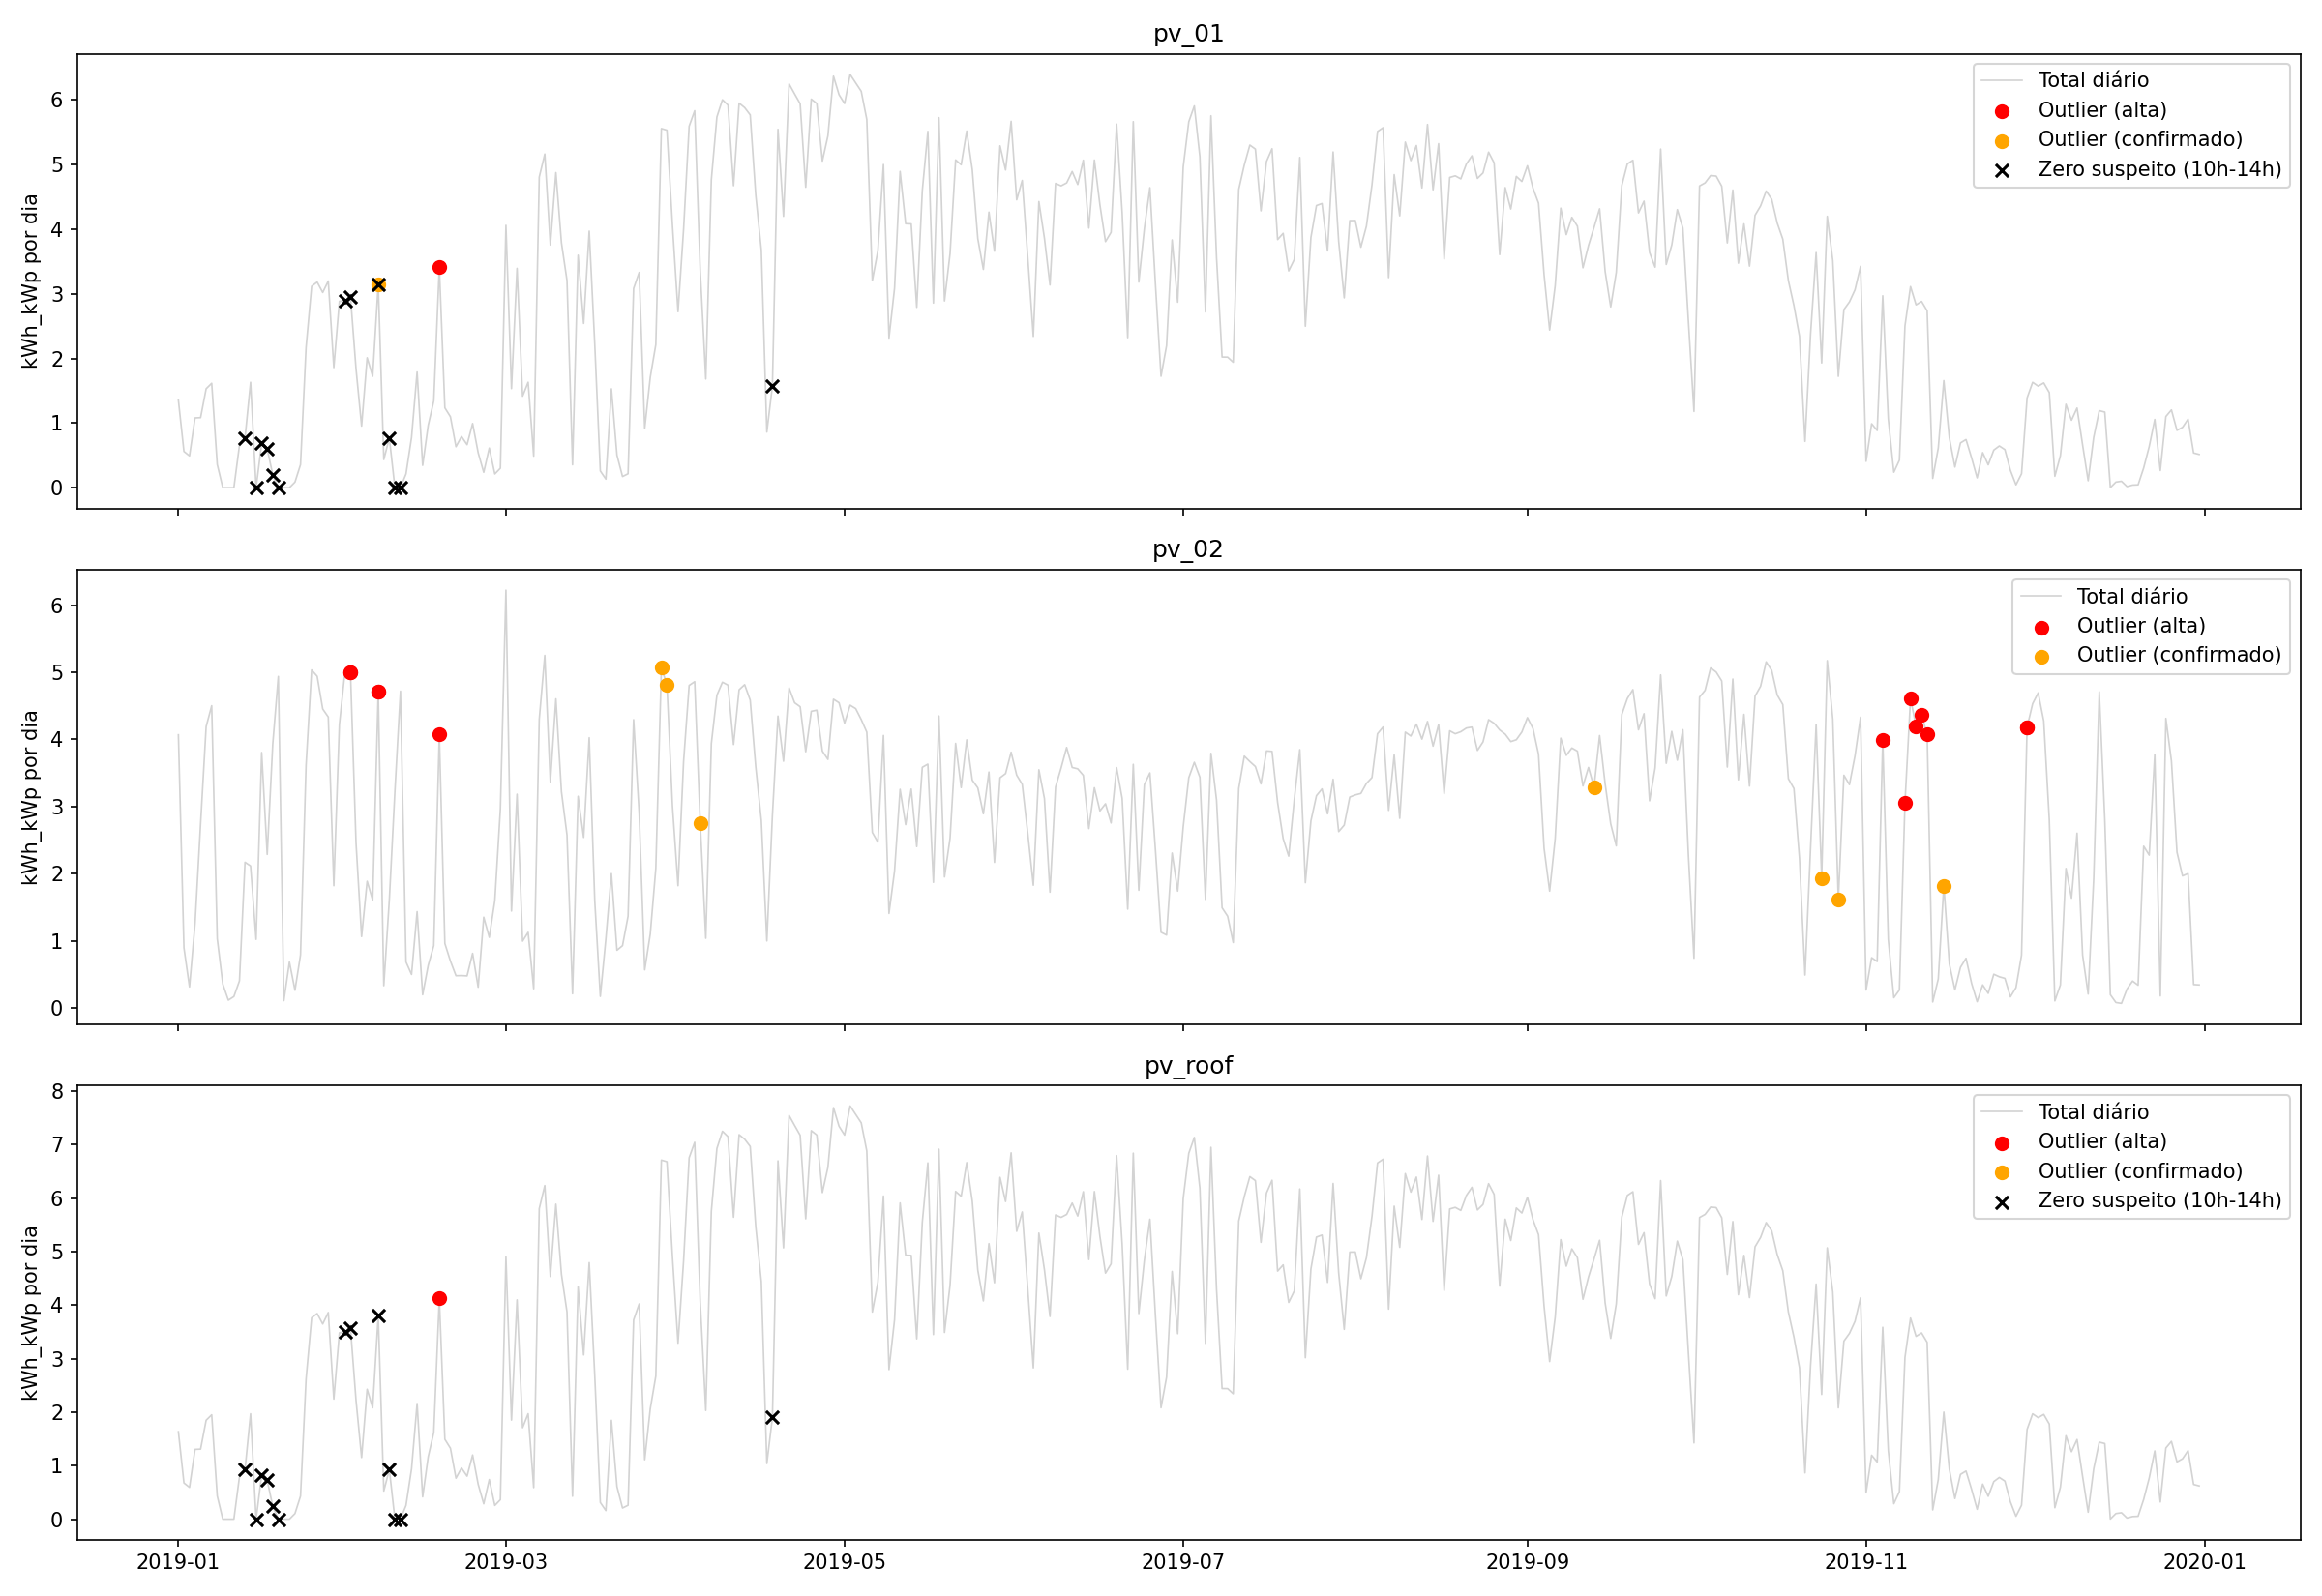 pv_01
kWh_kWp por dia
6
5
4
3
2
1
0
Total diário
Outlier (alta)
Outlier (confirmado)
Zero suspeito (10h-14h)
pv_02
kWh_kWp por dia
6
5
4
3
2
1
0
Total diário
Outlier (alta)
Outlier (confirmado)
pv_roof
kWh_kWp por dia
8
7
6
5
4
3
2
1
0
Total diário
Outlier (alta)
Outlier (confirmado)
Zero suspeito (10h-14h)
2019-01 2019-03 2019-05 2019-07 2019-09 2019-11 2020-01